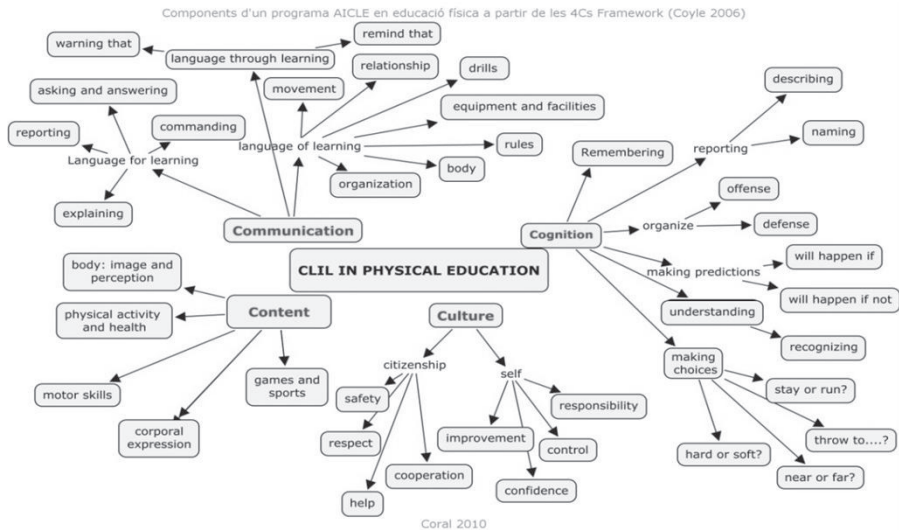 Components d'un programa AICLE en educació física a partir de les 4Cs Framework (Coyle 2006)
warning that
language through learning
remind that
relationship
drills
movement
asking and answering
equipment and facilities
reporting
commanding
Language for learning
language of learning
rules
body
organization
explaining
Communication
describing
naming
reporting
Remembering
offense
organize
defense
Cognition
making predictions
will happen if
will happen if not
understanding
recognizing
making
choices
stay or run?
throw to....?
hard or soft?
near or far?
CLIL IN PHYSICAL EDUCATION
body: image and
perception
Content
physical activity
and health
motor skills
corporal
expression
games and
sports
Culture
citizenship
self
safety
respect
help
cooperation
improvement
responsibility
control
confidence
Coral 2010